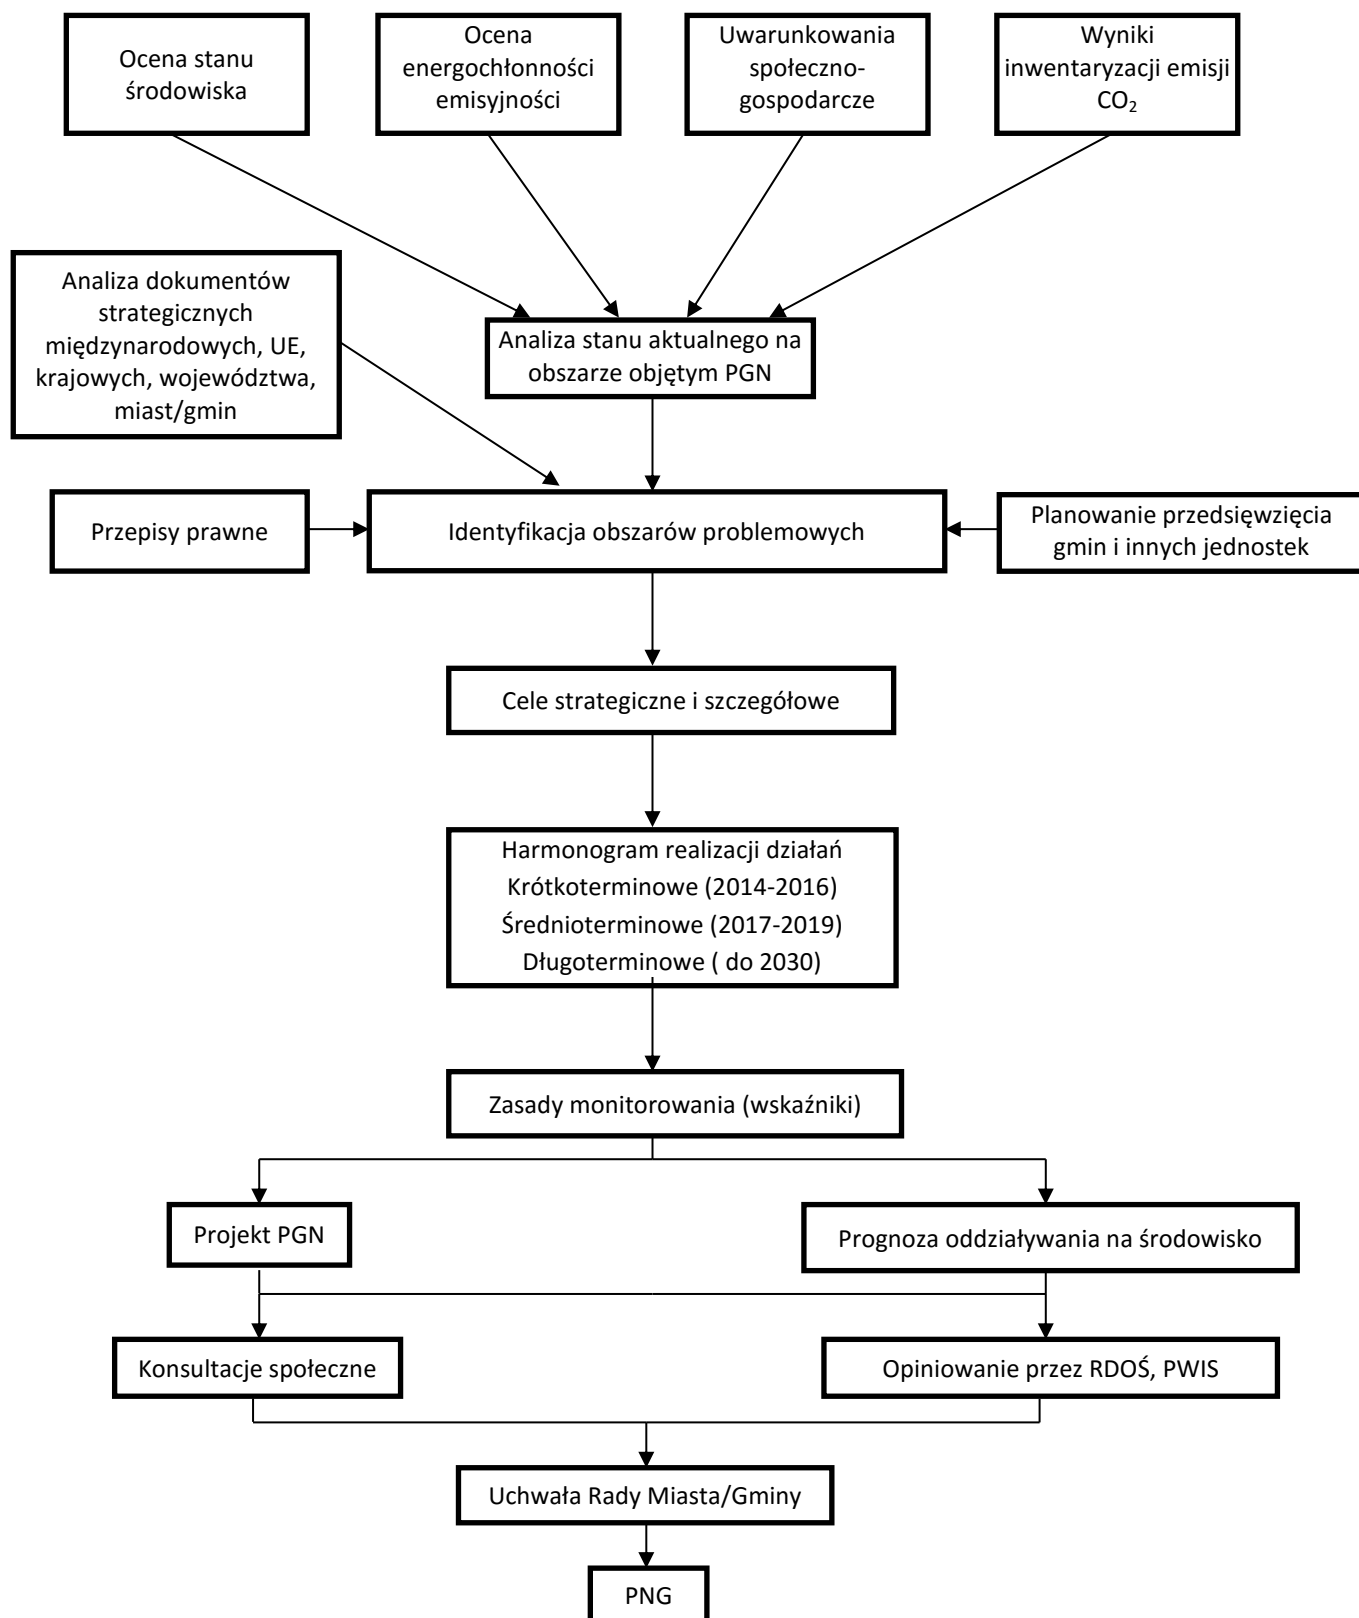 Ocena stanu
środowiska
Ocena
energochłonności
emisyjności
Uwarunkowania
społeczno-
gospodarcze
Wyniki
inwentaryzacji emisji
CO₂
Analiza dokumentów
strategicznych
międzynarodowych, UE,
krajowych, województwa,
miast/gmin
Analiza stanu aktualnego na
obszarze objętym PGN
Przepisy prawne
Identyfikacja obszarów problemowych
Planowanie przedsięwzięcia
gmin i innych jednostek
Cele strategiczne i szczegółowe
Harmonogram realizacji działań
Krótkoterminowe (2014-2016)
Średnioterminowe (2017-2019)
Długoterminowe ( do 2030)
Zasady monitorowania (wskaźniki)
Projekt PGN
Prognoza oddziaływania na środowisko
Konsultacje społeczne
Opiniowanie przez RDOŚ, PWIS
Uchwała Rady Miasta/Gminy
PNG